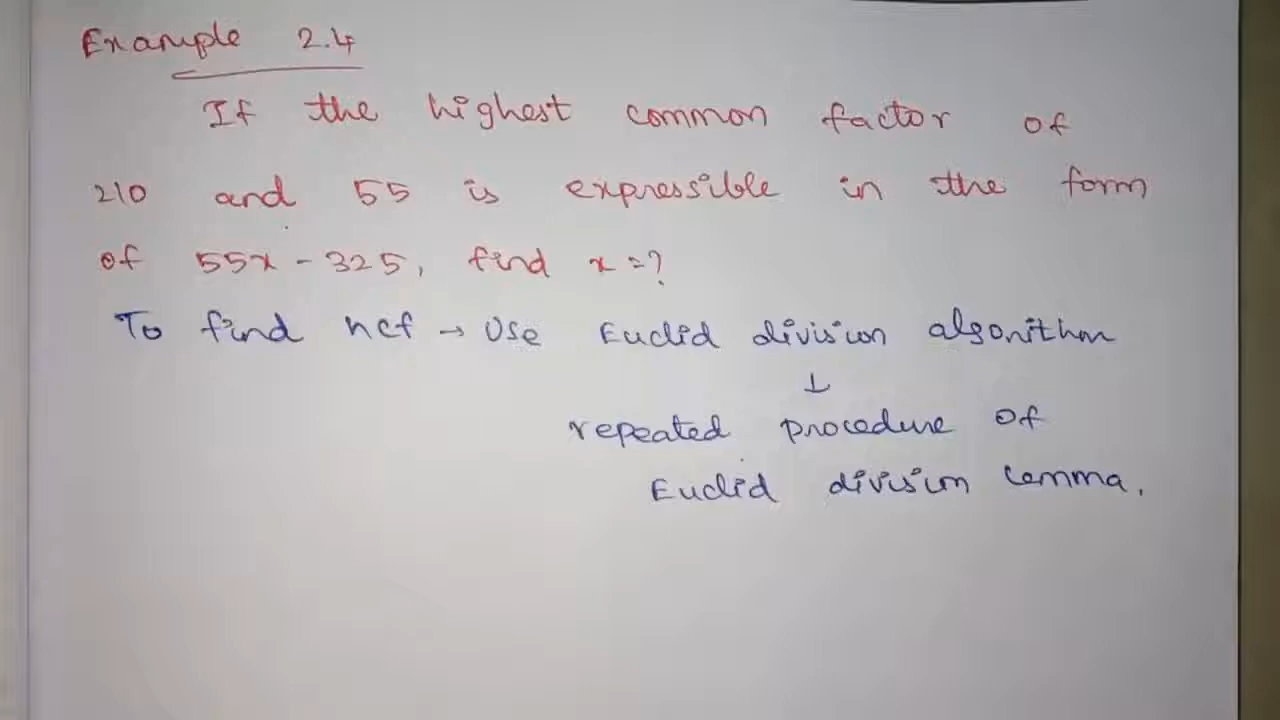 Example 2.4
If the highest common factor of
210 and 55 is expressible in the form
of 55x - 325, find x=?
To find hcf → Use Euclid division algorithm
↓
repeated procedure of
Euclid division lemma.